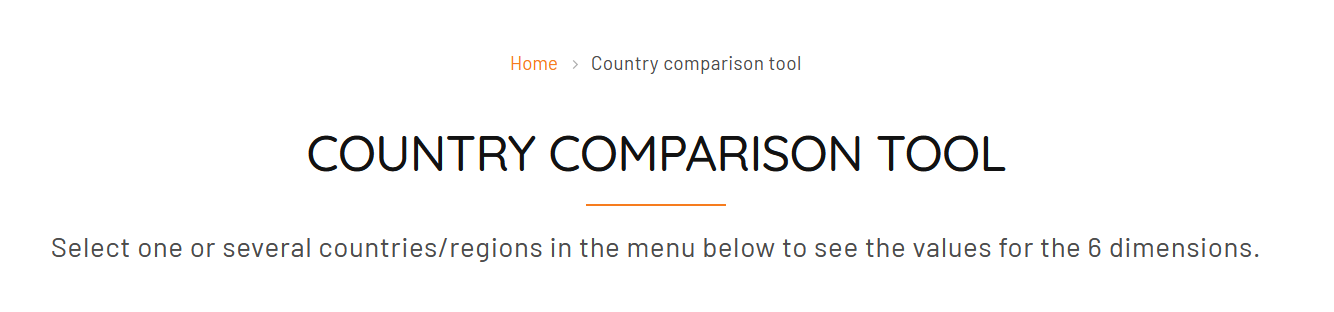 Home > Country comparison tool
COUNTRY COMPARISON TOOL
Select one or several countries/regions in the menu below to see the values for the 6 dimensions.